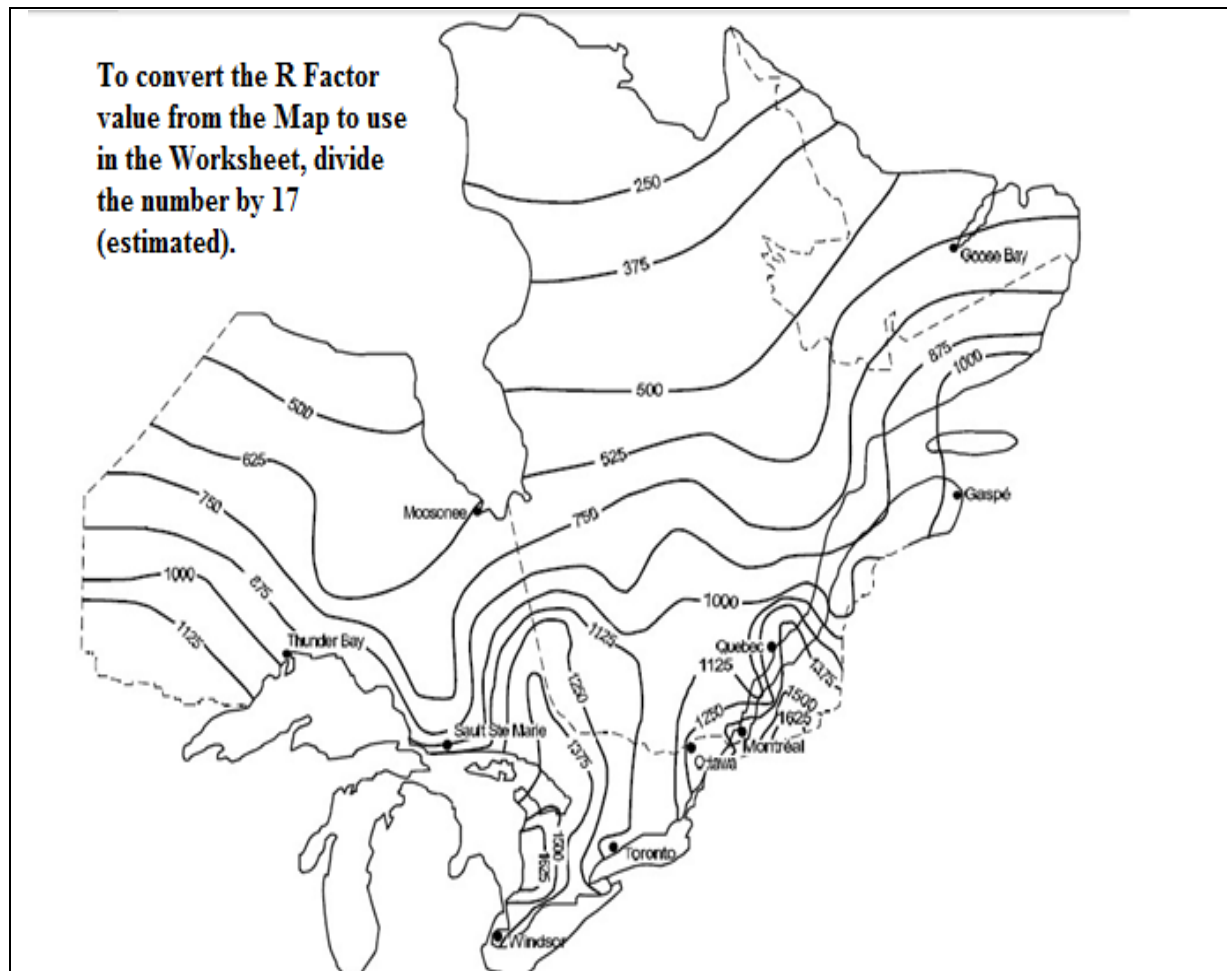 To convert the R Factor
value from the Map to use
in the Worksheet, divide
the number by 17
(estimated).
250
375
Goose Bay
500
500
875
1000
625
625
Moosonee
750
750
Gaspé
875
1000
1125
Thunder Bay
1000
1125
Quebec
1125
1375
1250
1250
1500
1625
Sault Ste Marie
1375
Montréal
Ottawa
1500
1625
Toronto
Windsor